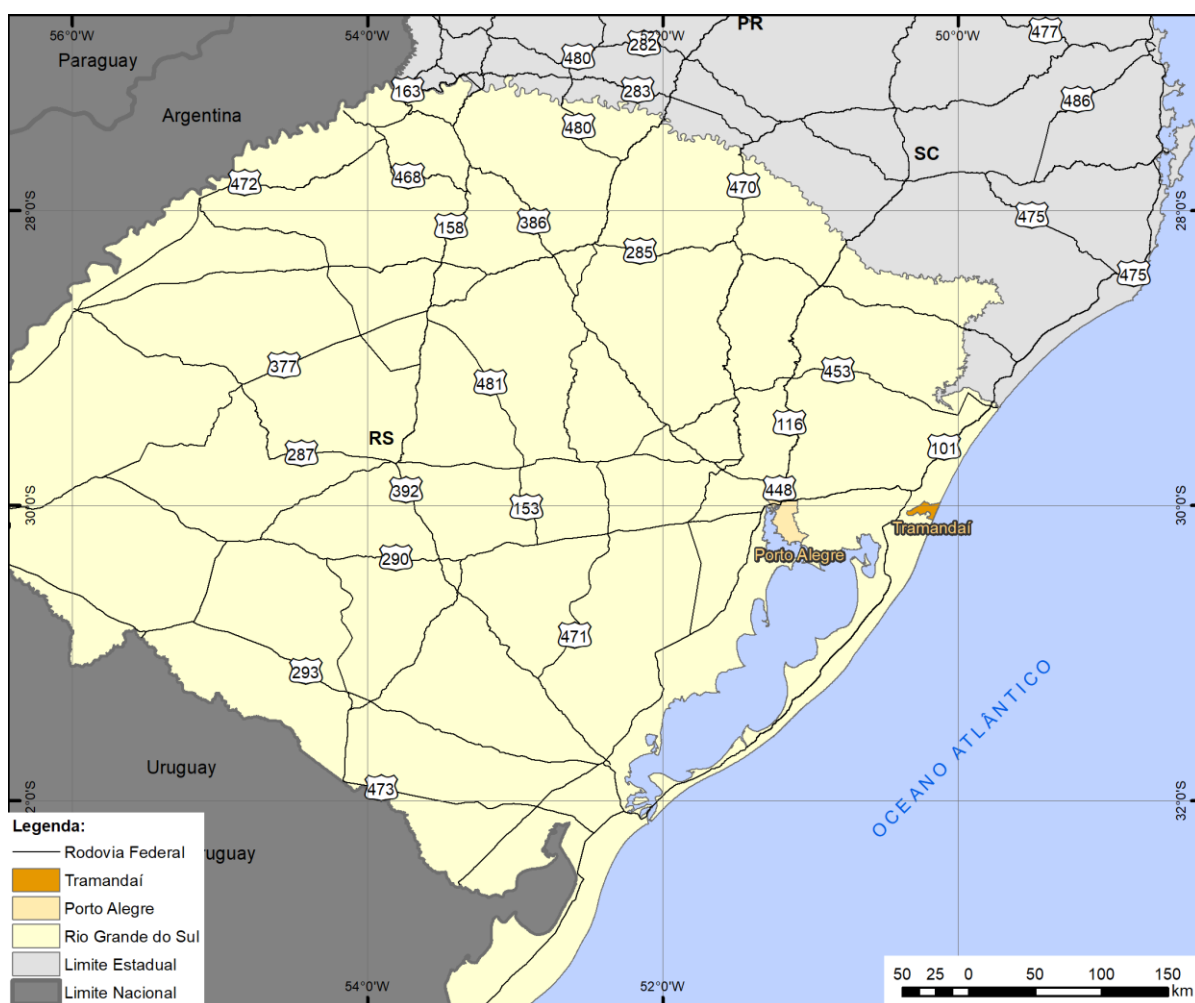 56°0'W
54°0'W
52°0'W
50°0'W
PR
477
282
480
Paraguay
163
283
486
Argentina
480
SC
468
472
470
28°0'S
28°0'S
158
386
475
285
475
377
453
481
116
RS
101
287
392
448
153
30°0'S
30°0'S
Tramandaí
Porto Alegre
290
471
293
OCEANO ATLÂNTICO
Uruguay
473
2°0'S
32°0'S
Legenda:
Rodovia Federal
ruguay
Tramandaí
Porto Alegre
Rio Grande do Sul
Limite Estadual
Limite Nacional
50 25 0 50 100 150
km
54°0'W
52°0'W